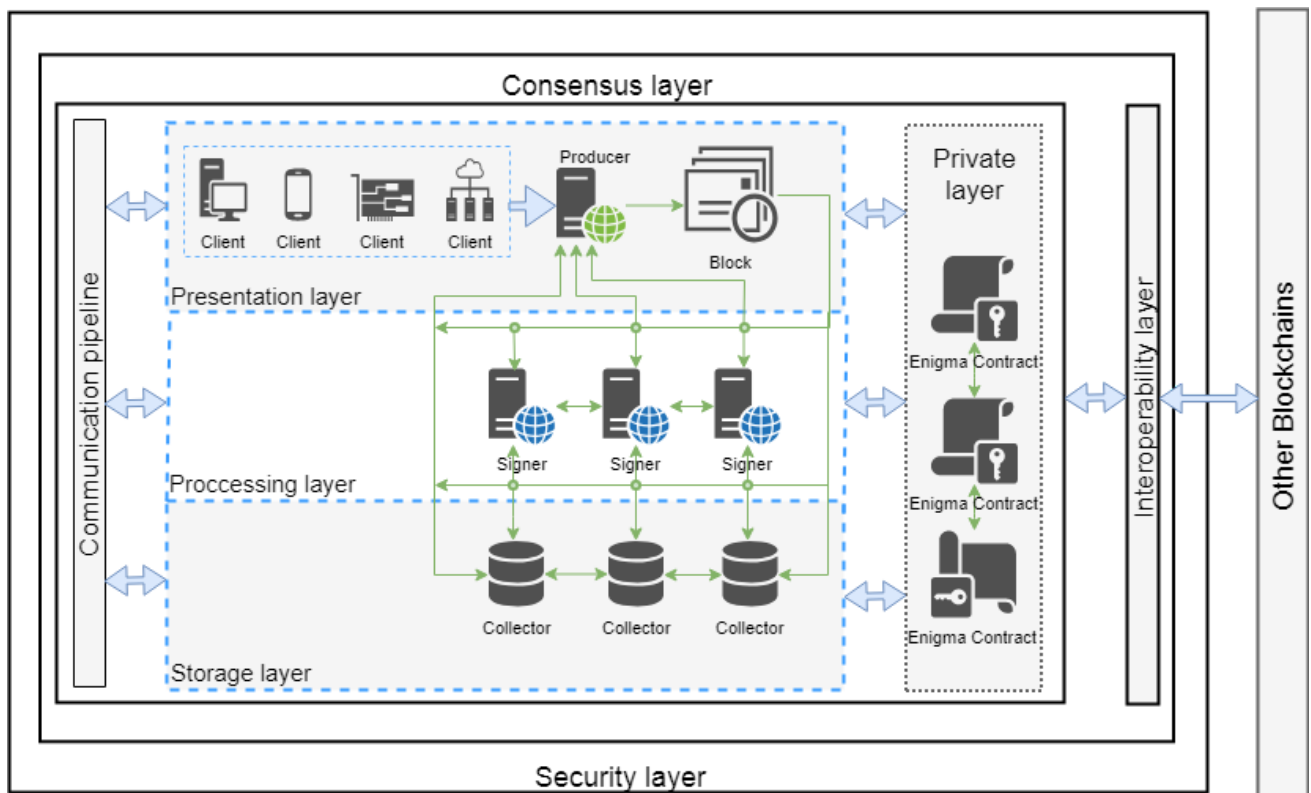 Consensus layer
Communication pipeline
Client
Client
Client
Client
Producer
Block
Presentation layer
Signer
Signer
Signer
Proccessing layer
Collector
Collector
Collector
Storage layer
Private
layer
Enigma Contract
Enigma Contract
Enigma Contract
Interoperability layer
Other Blockchains
Security layer